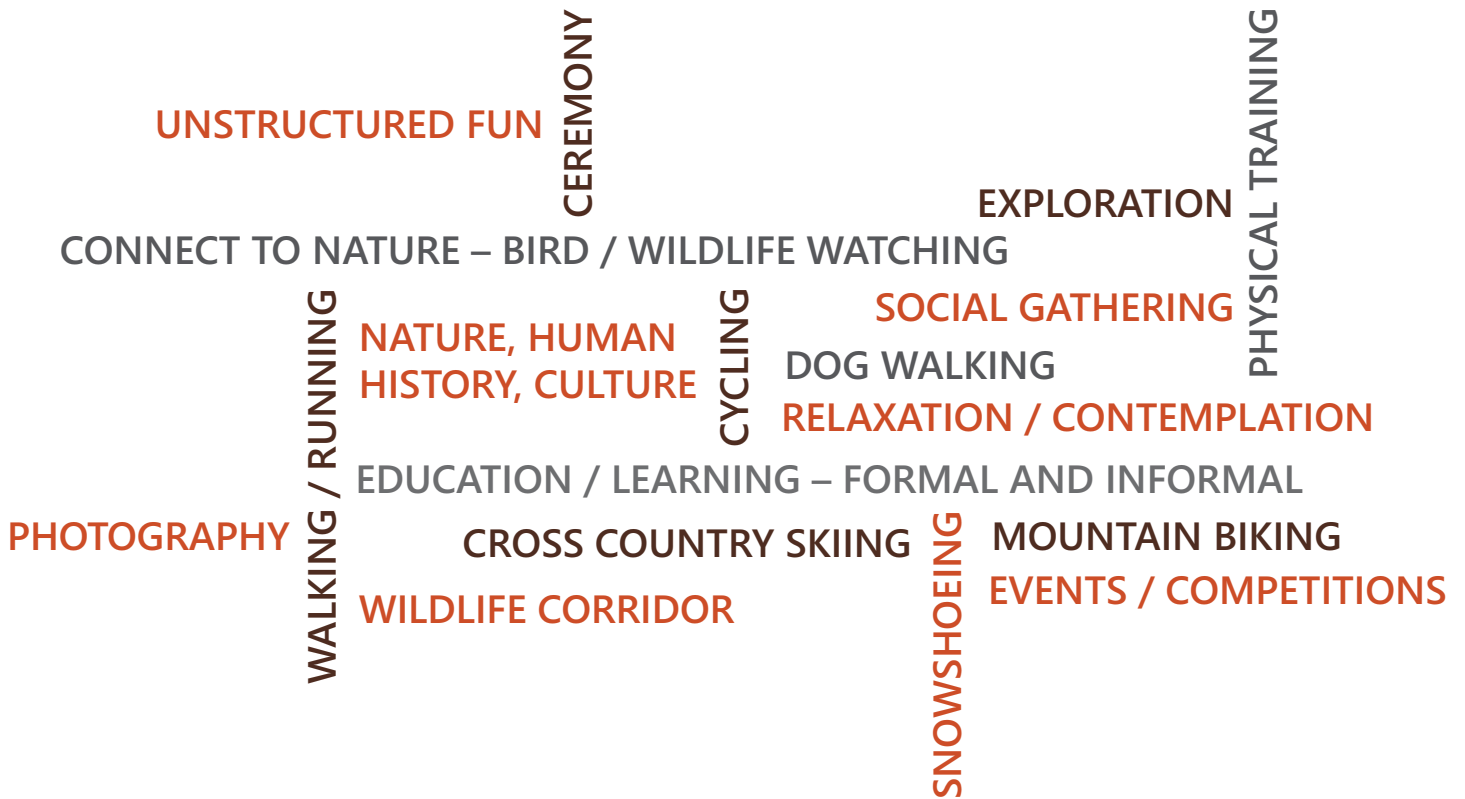 CEREMONY
PHYSICAL TRAINING
UNSTRUCTURED FUN
EXPLORATION
CONNECT TO NATURE – BIRD / WILDLIFE WATCHING
WALKING / RUNNING
NATURE, HUMAN
HISTORY, CULTURE
CYCLING
SOCIAL GATHERING
DOG WALKING
RELAXATION / CONTEMPLATION
EDUCATION / LEARNING – FORMAL AND INFORMAL
PHOTOGRAPHY
CROSS COUNTRY SKIING
SNOWSHOEING
MOUNTAIN BIKING
EVENTS / COMPETITIONS
WILDLIFE CORRIDOR